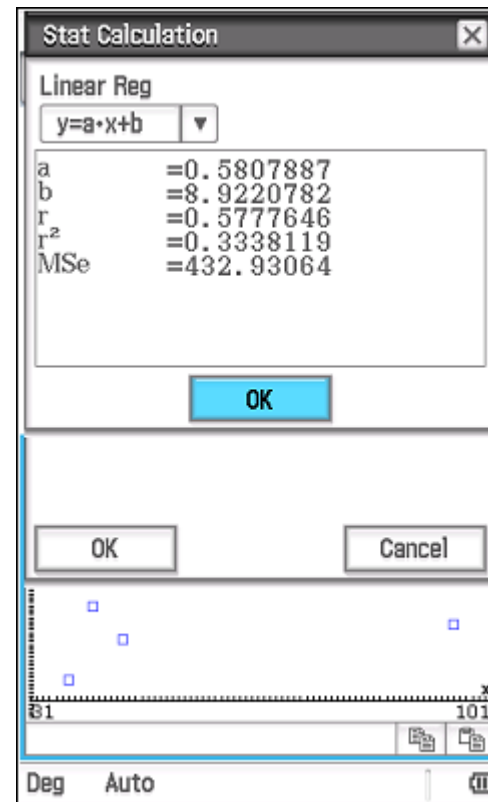 Stat Calculation
Linear Reg
y=a·x+b
a =0.5807887
b =8.9220782
r =0.5777646
r² =0.3338119
MSe =432.93064
OK
OK Cancel
x
31 101
Deg Auto